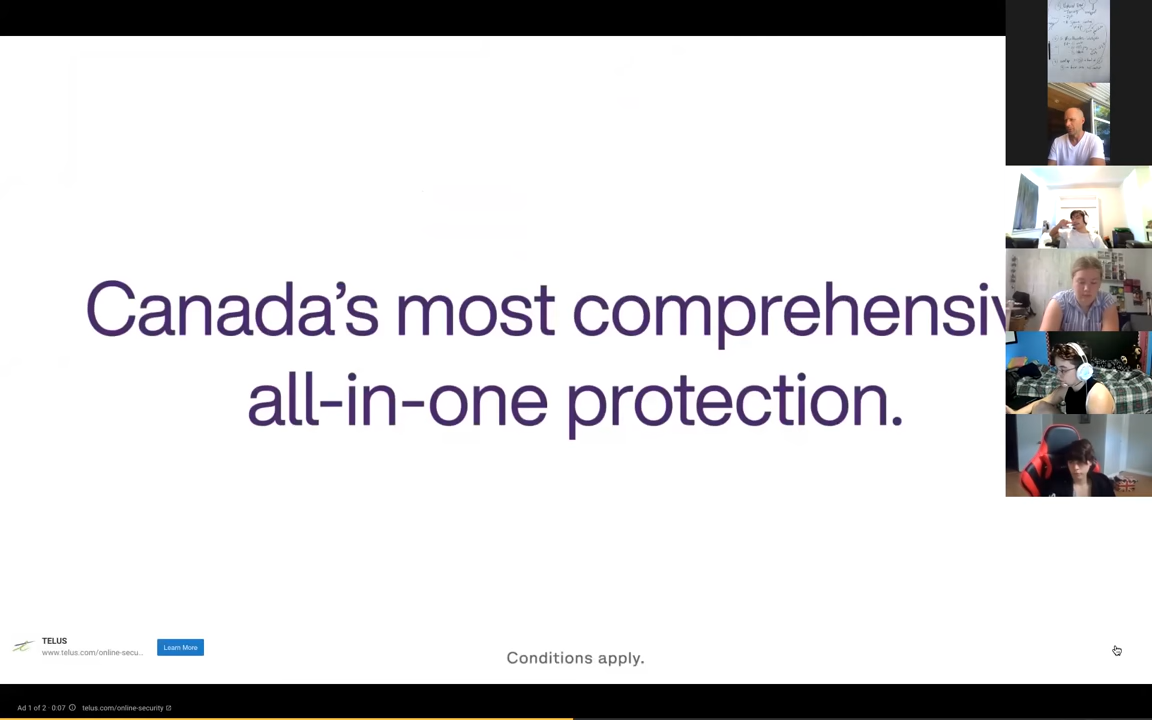 Canada's most comprehensiv
all-in-one protection.
TELUS
www.telus.com/online-secu...
Learn More
Conditions apply.
Ad 1 of 2 · 0:07
telus.com/online-security